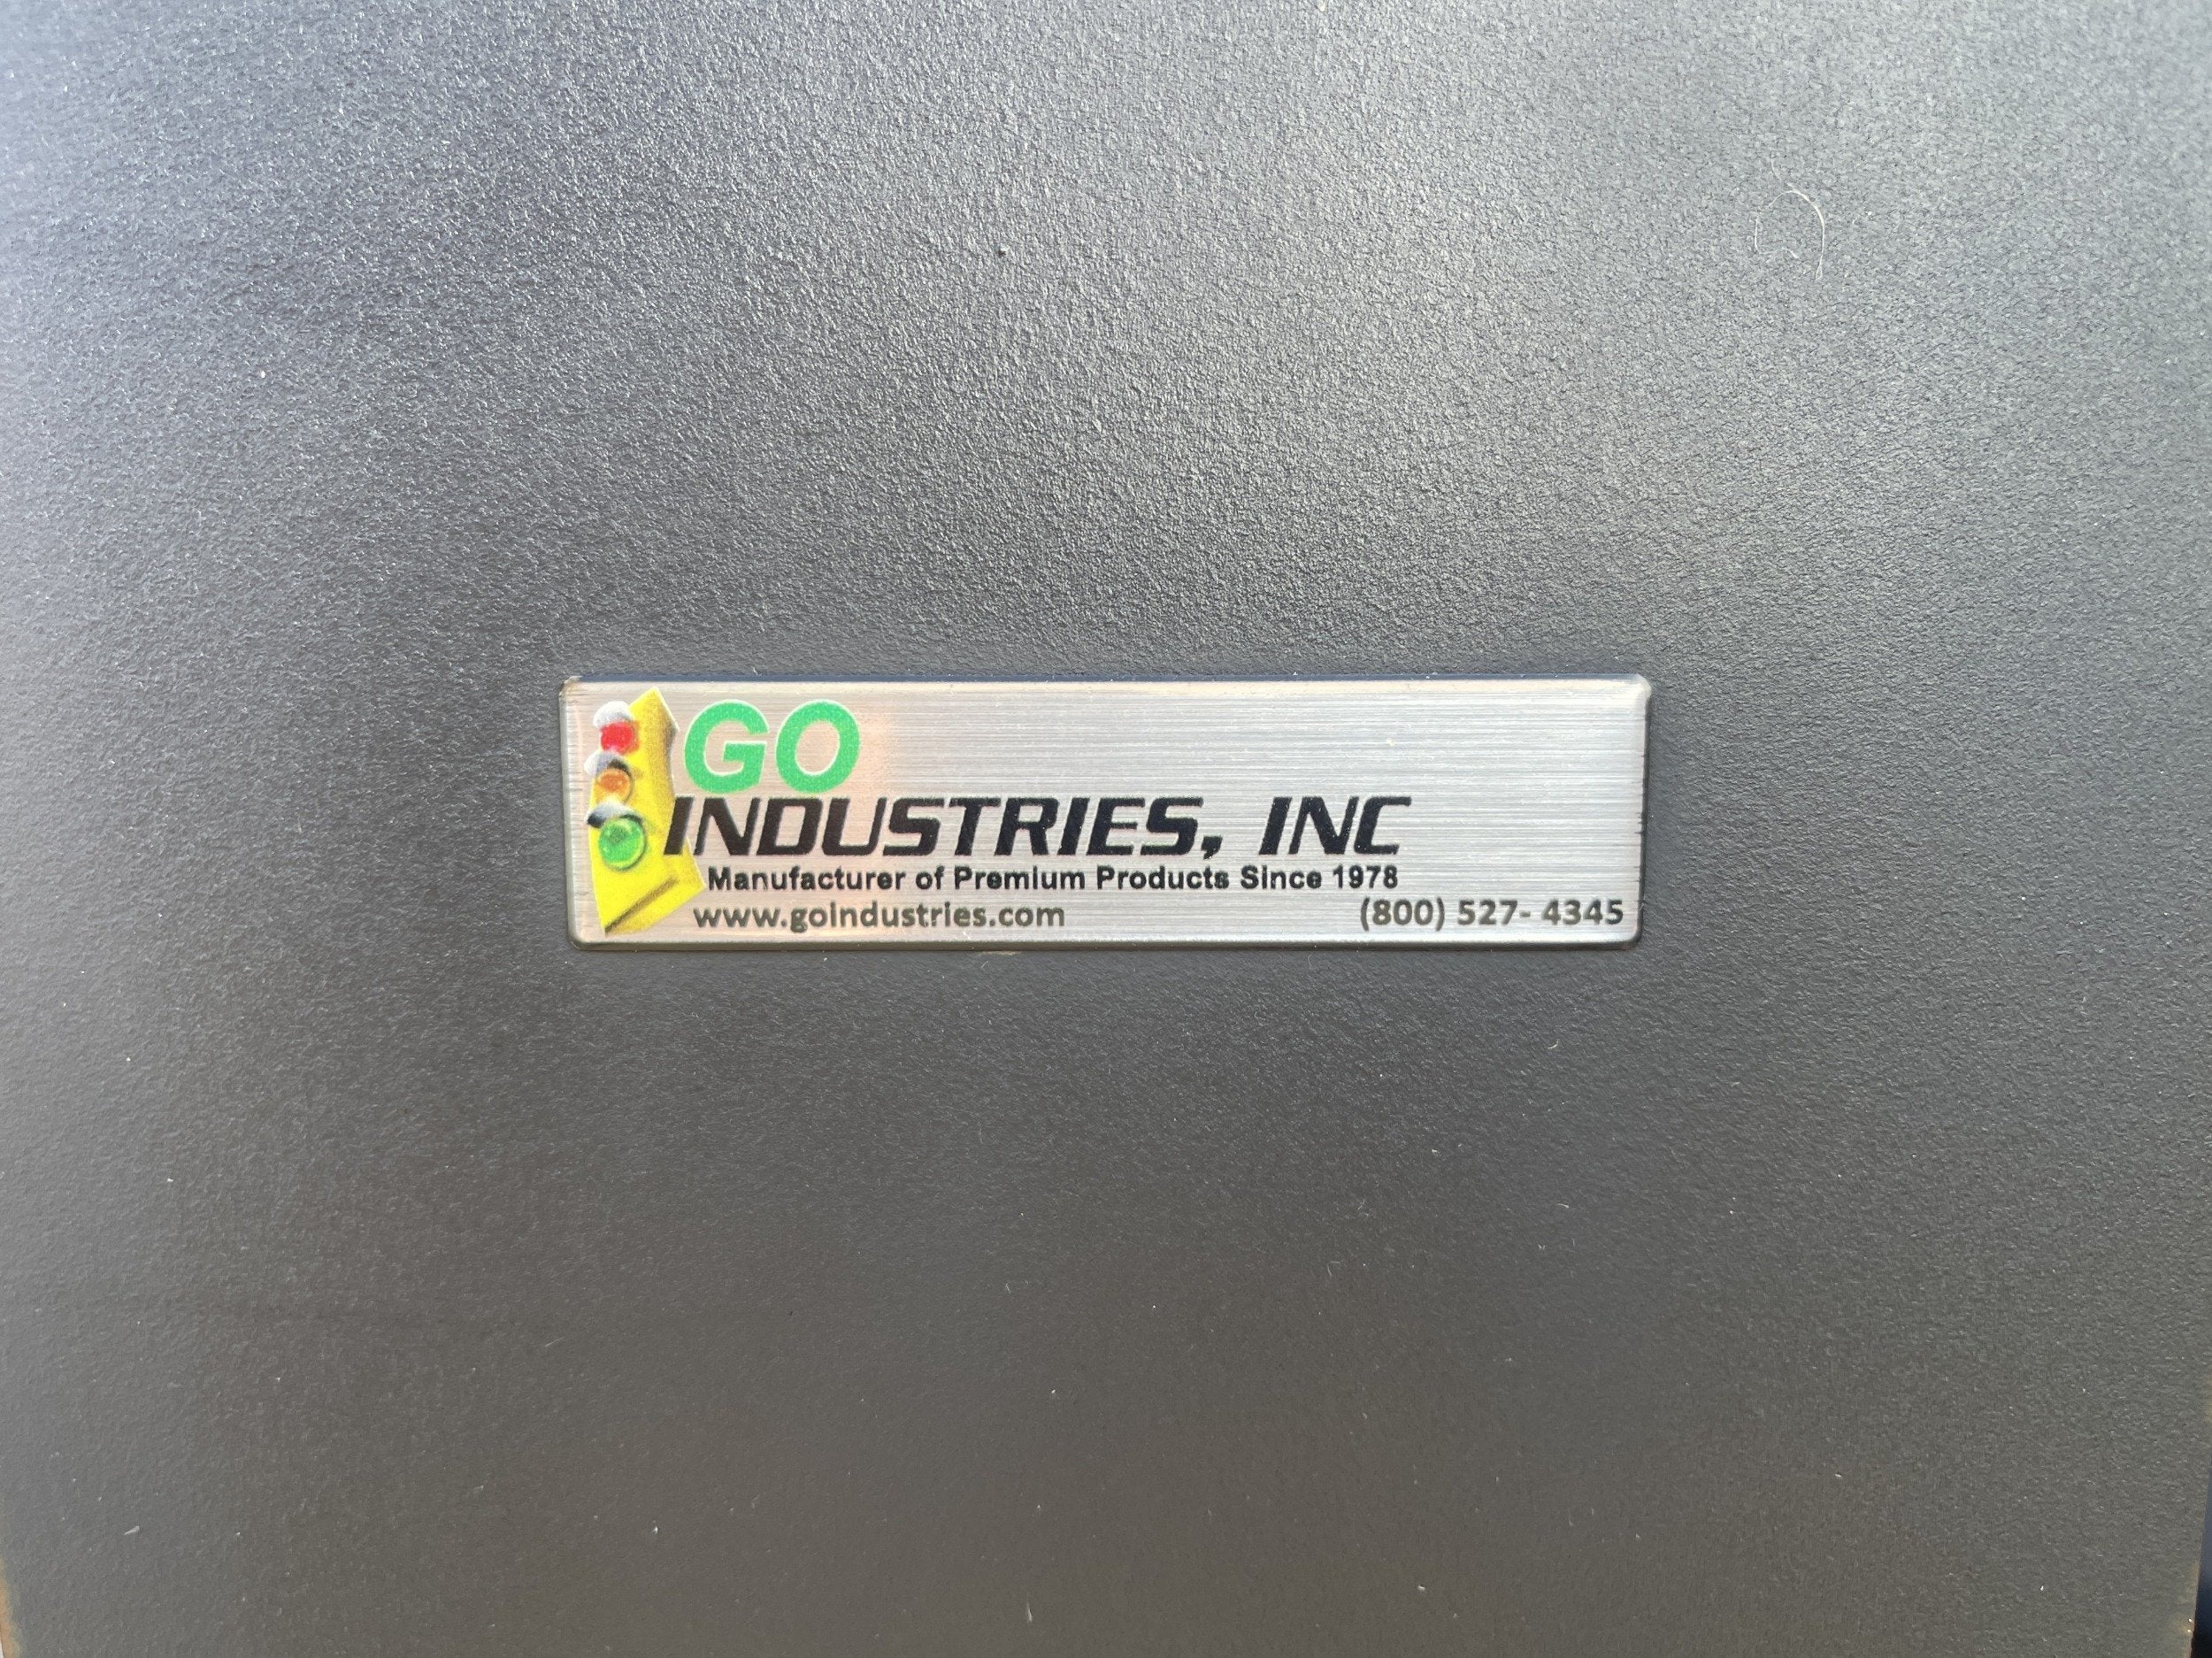 GO
INDUSTRIES, INC
Manufacturer of Premium Products Since 1978
www.goindustries.com
(800) 527- 4345